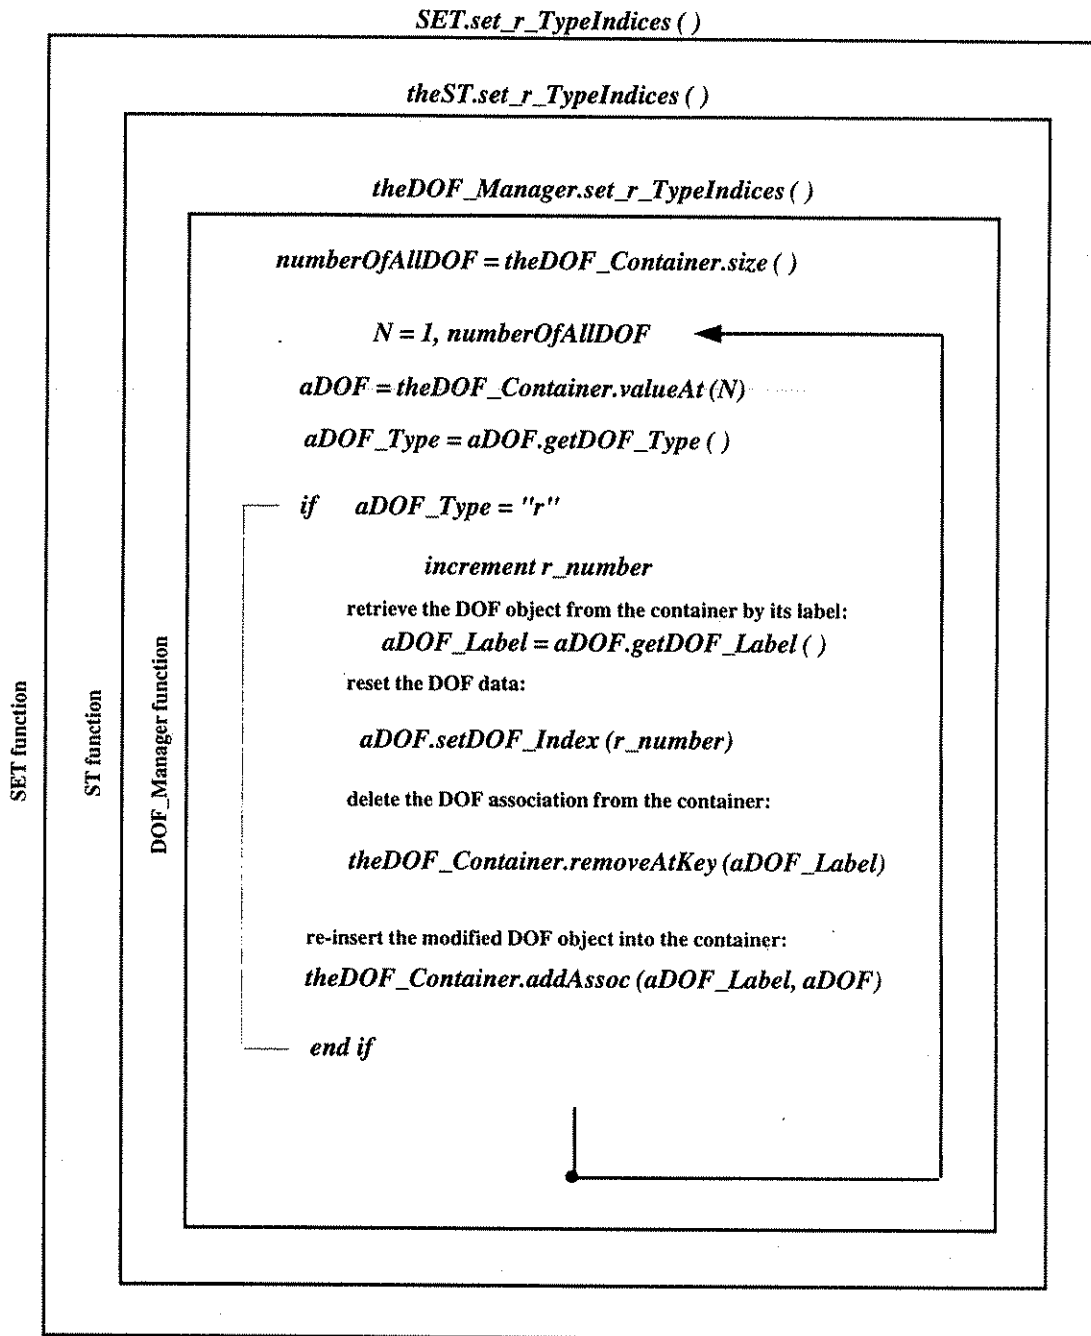 SET.set_r_TypeIndices ( )
theST.set_r_TypeIndices ( )
theDOF_Manager.set_r_TypeIndices ( )
numberOfAllDOF = theDOF_Container.size ( )
N = 1, numberOfAllDOF
aDOF = theDOF_Container.valueAt (N)
aDOF_Type = aDOF.getDOF_Type ( )
if aDOF_Type = "r"
increment r_number
retrieve the DOF object from the container by its label:
aDOF_Label = aDOF.getDOF_Label ( )
reset the DOF data:
aDOF.setDOF_Index (r_number)
delete the DOF association from the container:
theDOF_Container.removeAtKey (aDOF_Label)
re-insert the modified DOF object into the container:
theDOF_Container.addAssoc (aDOF_Label, aDOF)
end if
SET function
ST function
DOF_Manager function